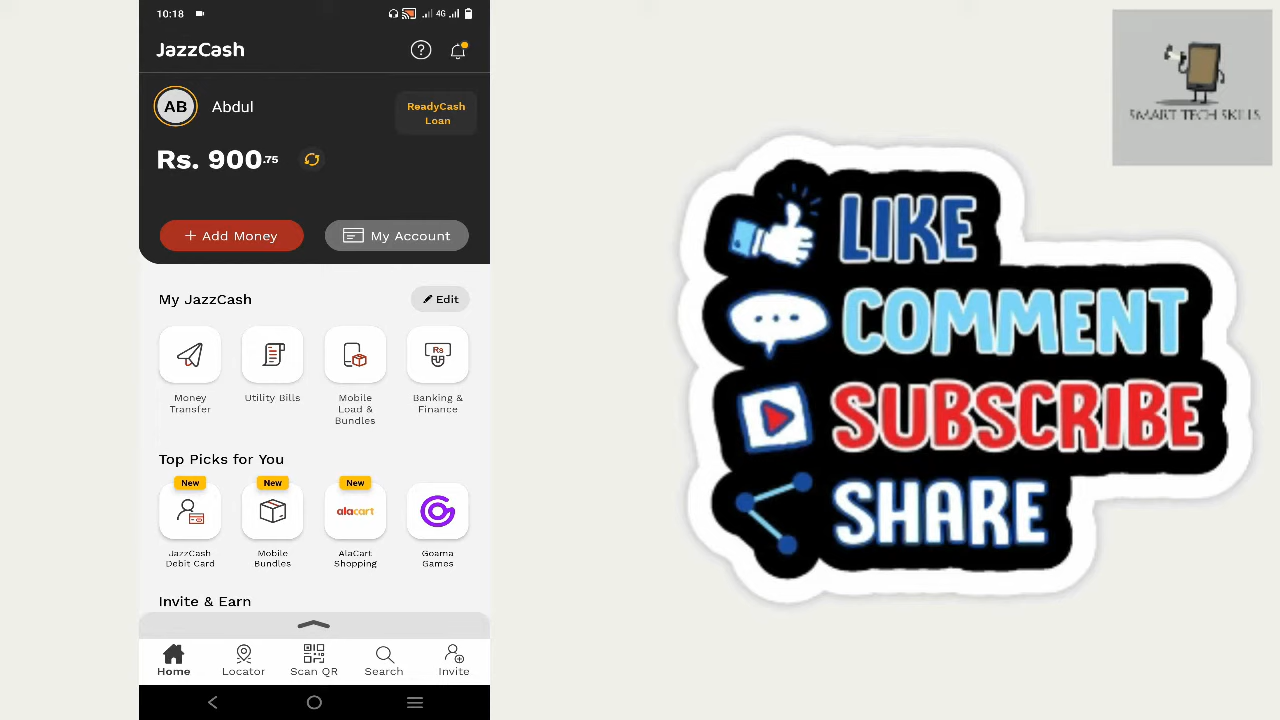 10:18
4G
JazzCash
AB
Abdul
ReadyCash
Loan
Rs. 900.75
+ Add Money
My Account
My JazzCash
Edit
Rs
Money
Transfer
Utility Bills
Mobile
Load &
Bundles
Banking &
Finance
Top Picks for You
New
New
New
alacart
JazzCash
Debit Card
Mobile
Bundles
AlaCart
Shopping
Goama
Games
Invite & Earn
Home
Locator
Scan QR
Search
Invite
SMART TECH SKILLS
LIKE
COMMENT
SUBSCRIBE
SHARE